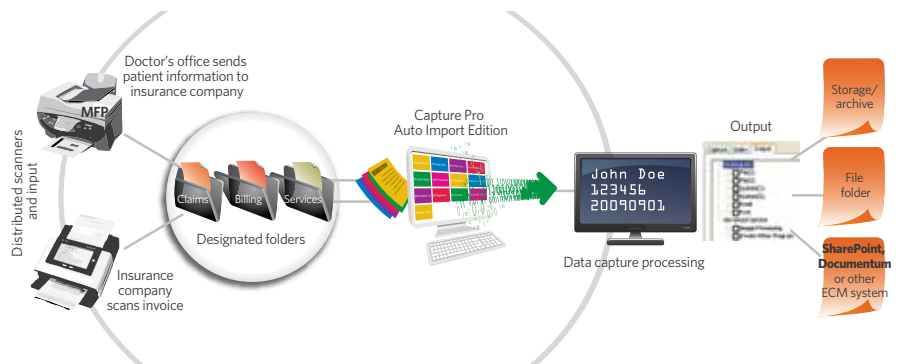 Distributed scanners
and input
Doctor's office sends
patient information to
insurance company
MFP
Insurance
company
scans invoice
Claims
Billing
Services
Designated folders
Capture Pro
Auto Import Edition
John Doe
123456
20090901
Data capture processing
Output
Storage/
archive
File
folder
SharePoint,
Documentum
or other
ECM system